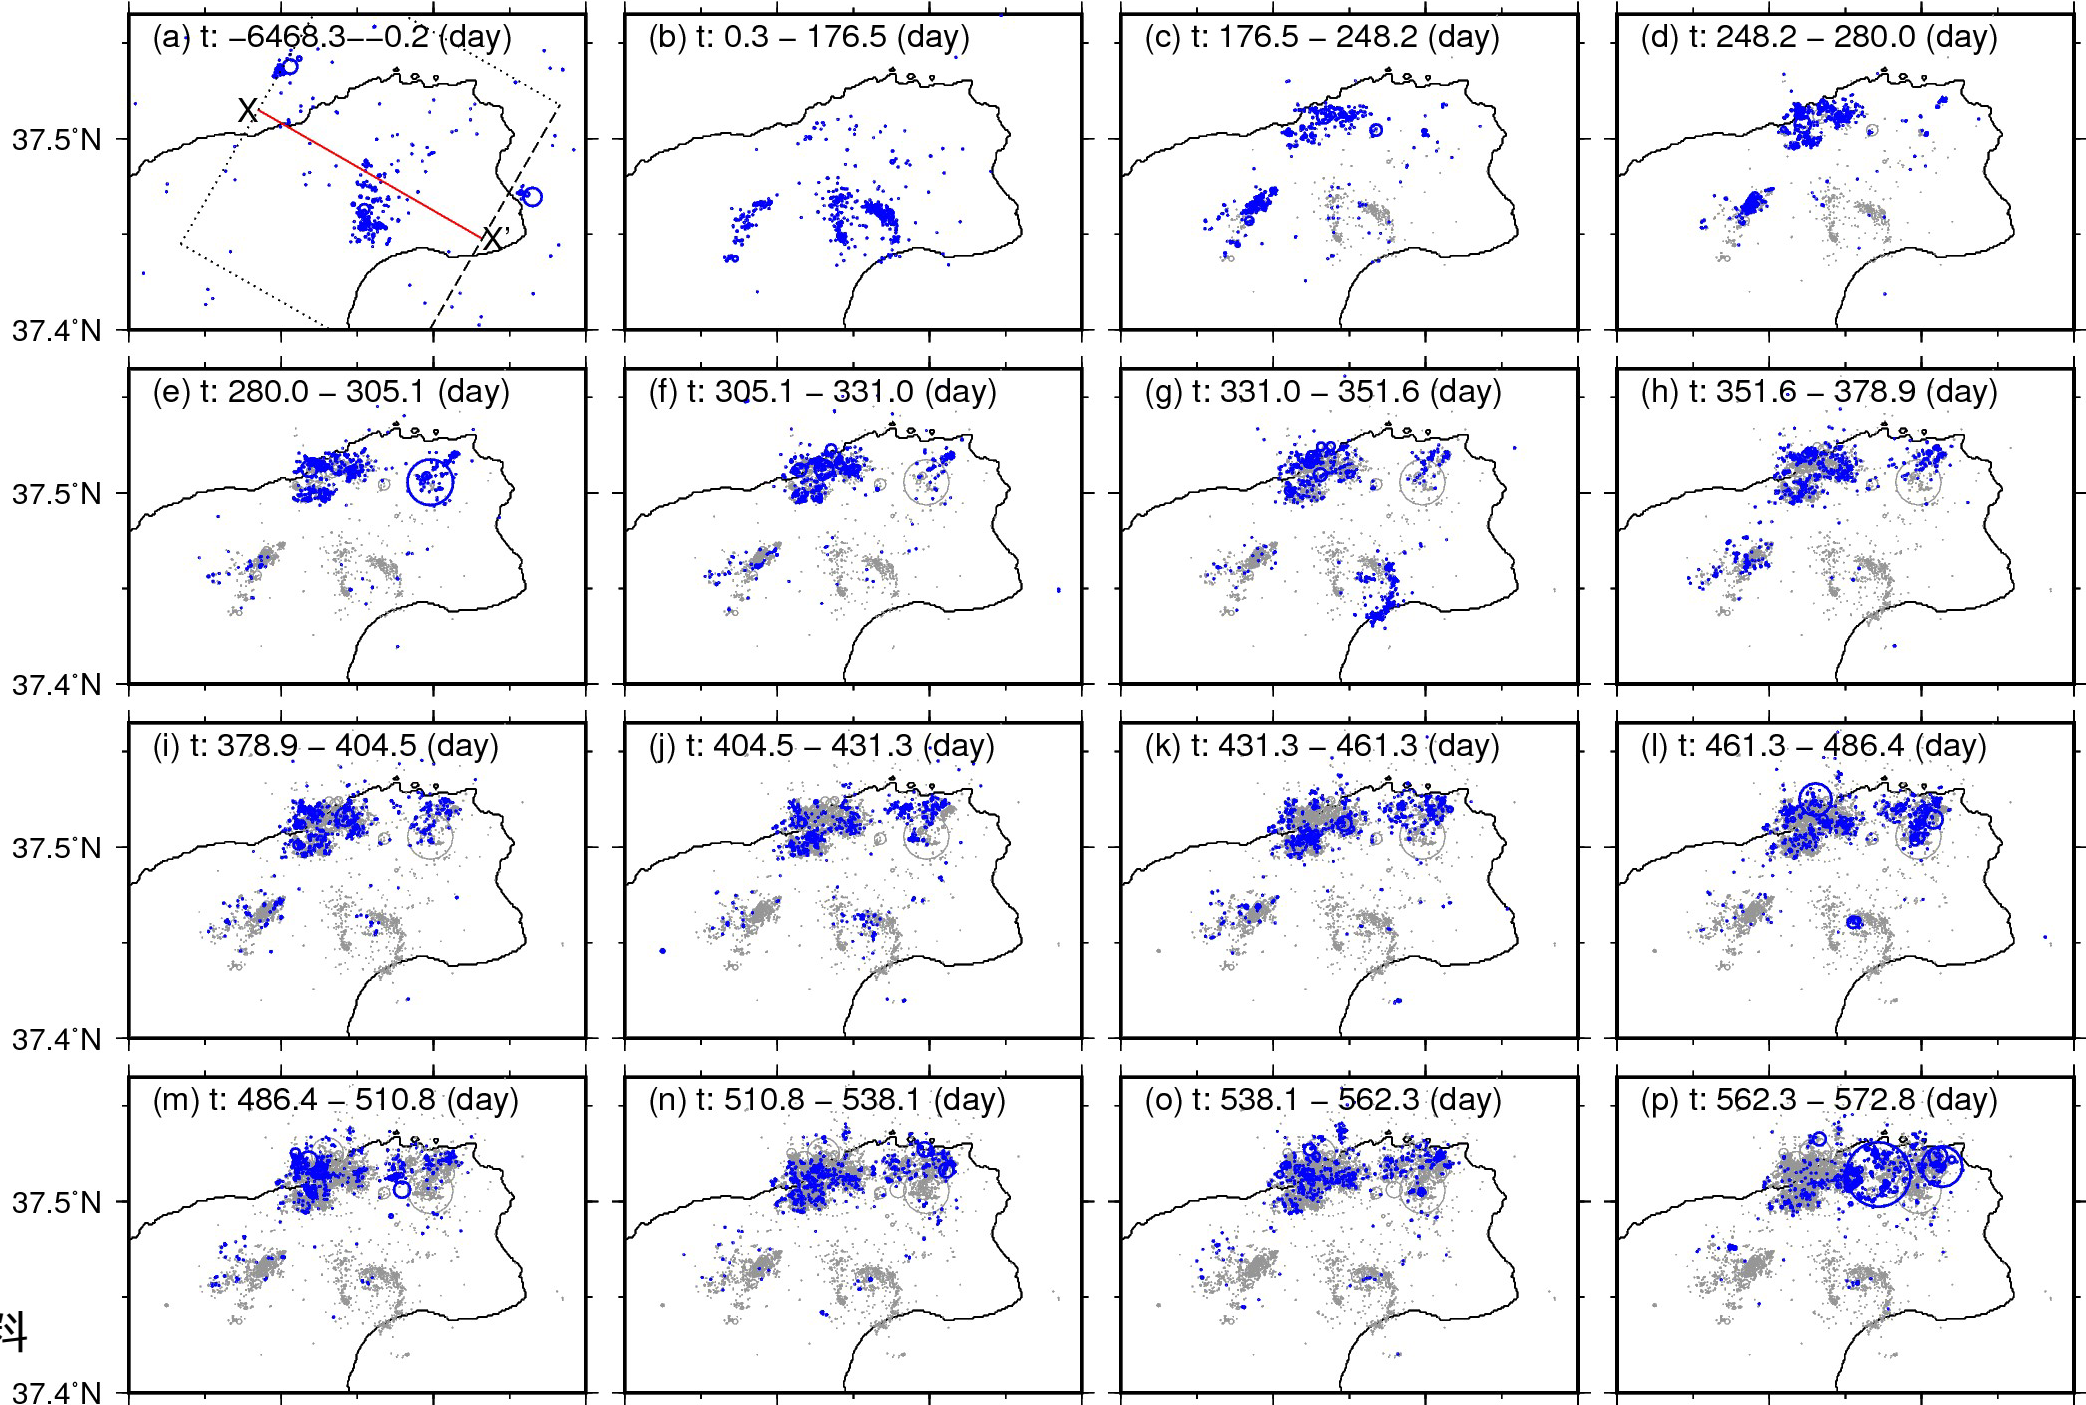 (a) t: −6468.3−−0.2 (day)
(b) t: 0.3 − 176.5 (day)
(c) t: 176.5 − 248.2 (day)
(d) t: 248.2 − 280.0 (day)
X
37.5°N
X'
37.4°N
(e) t: 280.0 − 305.1 (day)
(f) t: 305.1 − 331.0 (day)
(g) t: 331.0 − 351.6 (day)
(h) t: 351.6 − 378.9 (day)
37.5°N
37.4°N
(i) t: 378.9 − 404.5 (day)
(j) t: 404.5 − 431.3 (day)
(k) t: 431.3 − 461.3 (day)
(l) t: 461.3 − 486.4 (day)
37.5°N
37.4°N
(m) t: 486.4 − 510.8 (day)
(n) t: 510.8 − 538.1 (day)
(o) t: 538.1 − 562.3 (day)
(p) t: 562.3 − 572.8 (day)
37.5°N
料
37.4°N